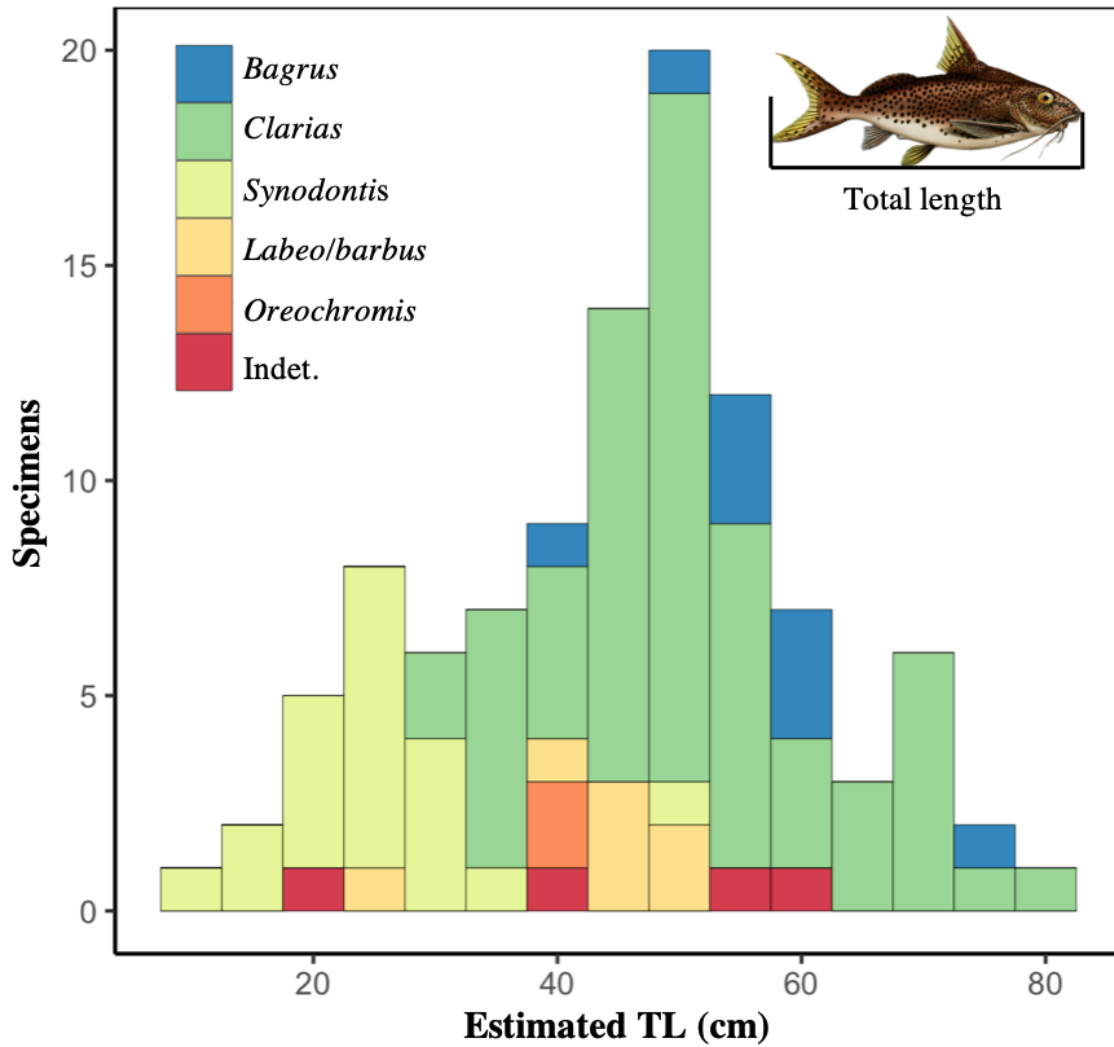 20
15
10
5
0
Specimens
Bagrus
Clarias
Synodontis
Labeo/barbus
Oreochromis
Indet.
Total length
20 40 60 80
Estimated TL (cm)